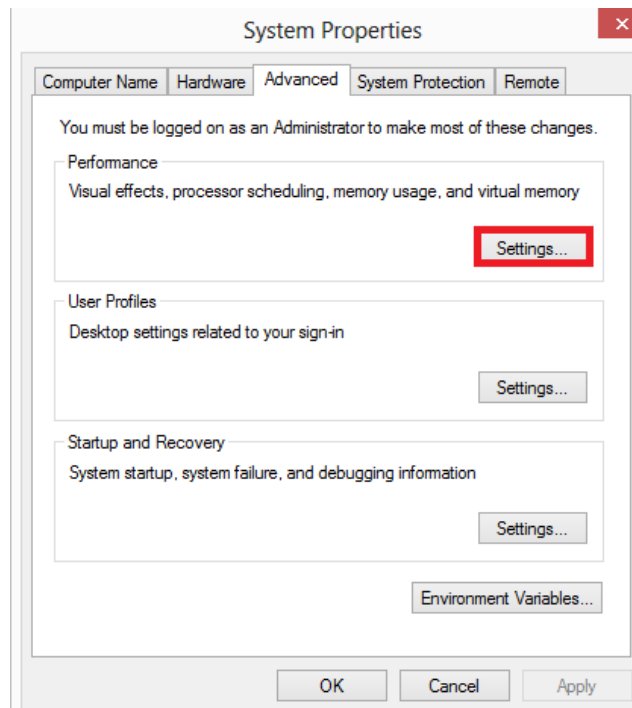 System Properties
Computer Name Hardware Advanced System Protection Remote
You must be logged on as an Administrator to make most of these changes.
Performance
Visual effects, processor scheduling, memory usage, and virtual memory
Settings...
User Profiles
Desktop settings related to your sign-in
Settings...
Startup and Recovery
System startup, system failure, and debugging information
Settings...
Environment Variables...
OK Cancel Apply